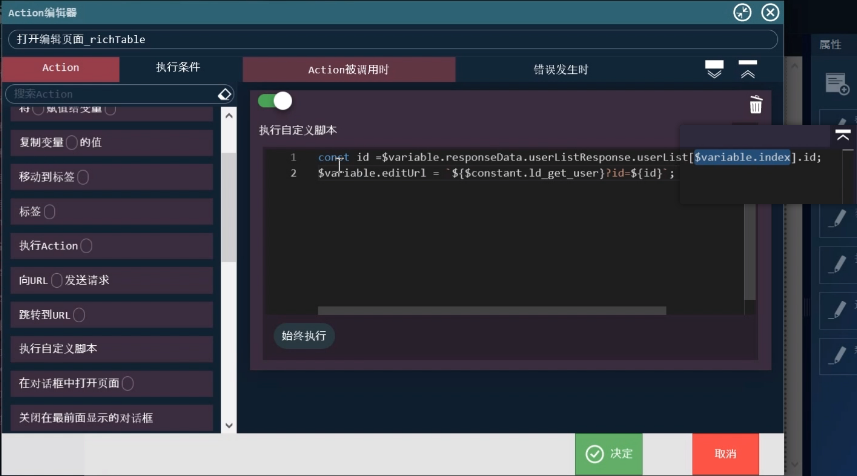 Action编辑器
打开编辑页面_richTable
属性
Action
执行条件
Action被调用时
错误发生时
搜索Action
将 赋值给变量
复制变量 的值
移动到标签
标签
执行Action
向URL 发送请求
跳转到URL
执行自定义脚本
在对话框中打开页面
关闭在最前面显示的对话框
执行自定义脚本
1 const id =$variable.responseData.userListResponse.userList[$variable.index].id;
2 $variable.editUrl = `${$constant.ld_get_user}?id=${id}`;
始终执行
决定
取消